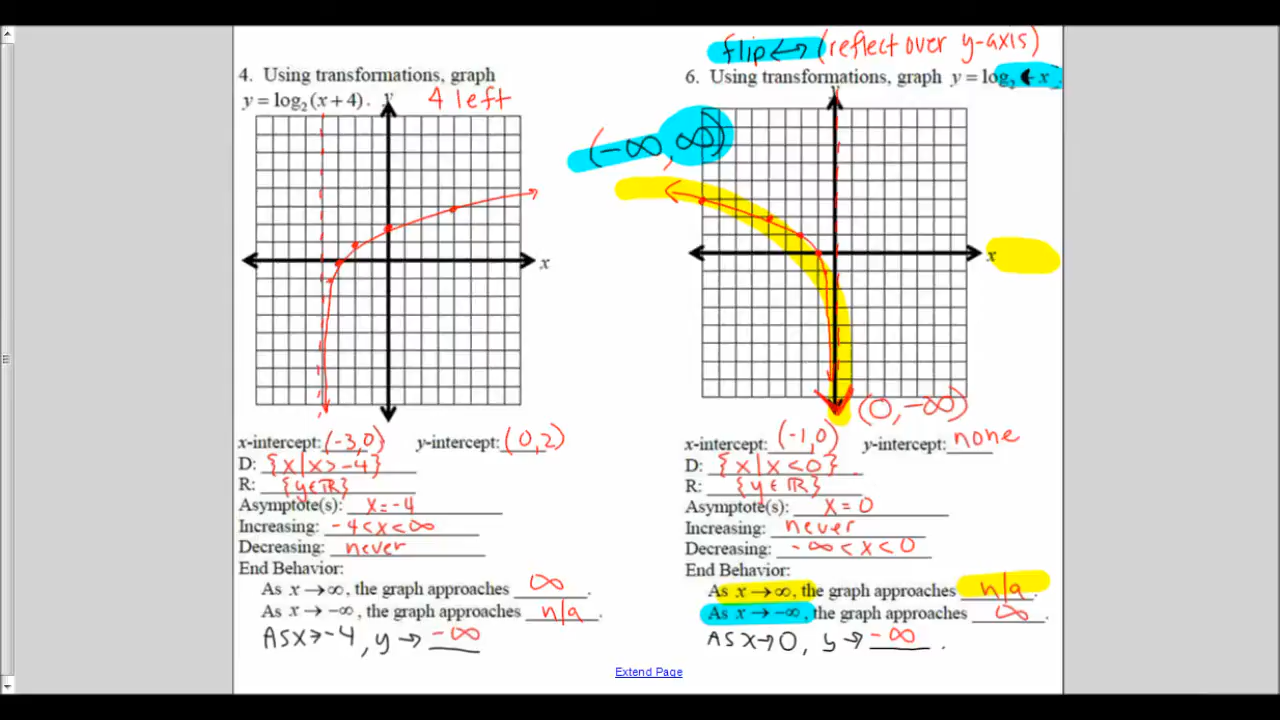 flip ↔ (reflect over y-axis)
4. Using transformations, graph
y = log₂(x + 4). y 4 left
x
x-intercept: (-3,0) y-intercept: (0,2)
D: {x|x>-4}
R: {y∈ℝ}
Asymptote(s): x=-4
Increasing: -4<x<∞
Decreasing: never
End Behavior:
As x → ∞, the graph approaches ∞.
As x → -∞, the graph approaches n/a.
As x→-4, y → -∞
6. Using transformations, graph y = log₂(-x
y
(-∞, ∞)
x
(0, -∞)
x-intercept: (-1,0) y-intercept: none
D: {x|x<0}.
R: {y∈ℝ}
Asymptote(s): x=0
Increasing: never
Decreasing: -∞<x<0
End Behavior:
As x → ∞, the graph approaches n/a.
As x → -∞, the graph approaches ∞.
As x→0, y → -∞.
Extend Page